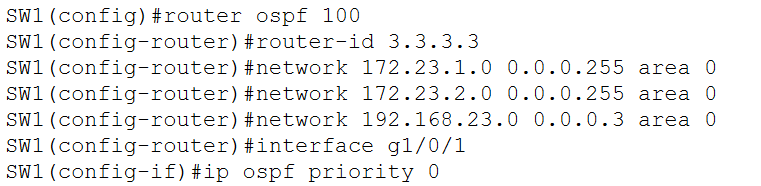 SW1(config)#router ospf 100
SW1(config-router)#router-id 3.3.3.3
SW1(config-router)#network 172.23.1.0 0.0.0.255 area 0
SW1(config-router)#network 172.23.2.0 0.0.0.255 area 0
SW1(config-router)#network 192.168.23.0 0.0.0.3 area 0
SW1(config-router)#interface g1/0/1
SW1(config-if)#ip ospf priority 0